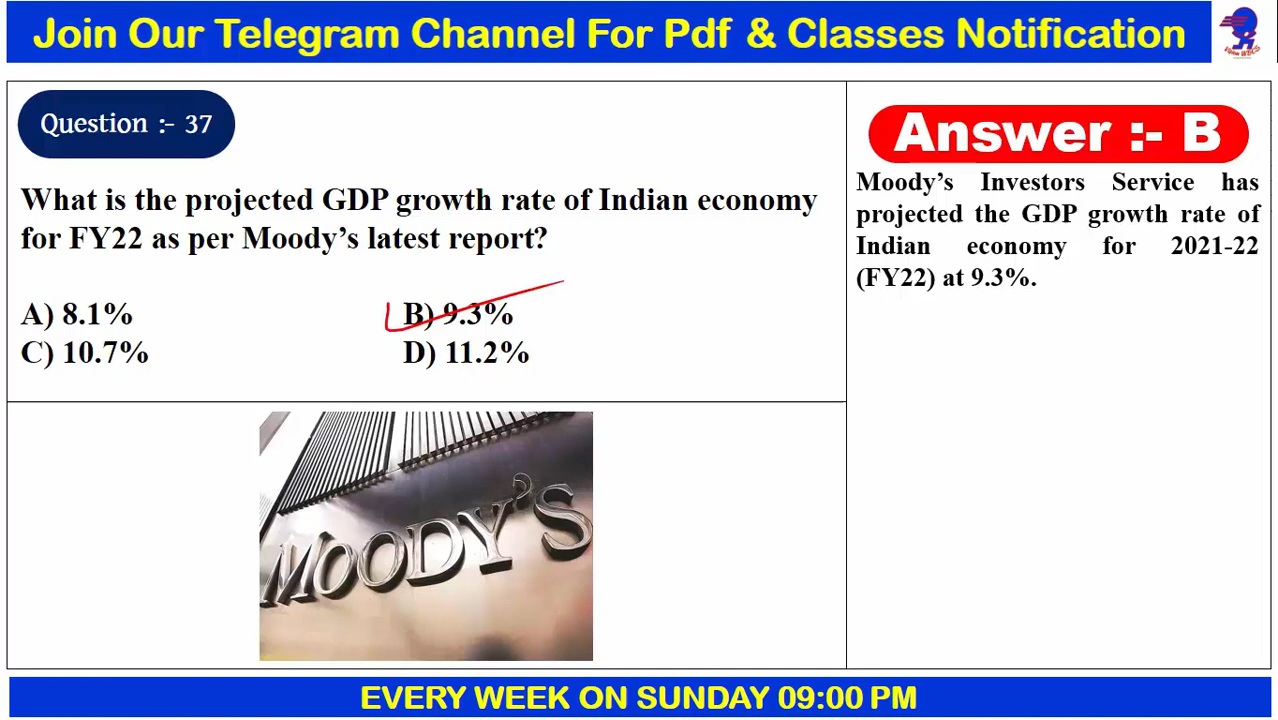 Join Our Telegram Channel For Pdf & Classes Notification
Question :- 37
What is the projected GDP growth rate of Indian economy
for FY22 as per Moody’s latest report?
A) 8.1%
B) 9.3%
C) 10.7%
D) 11.2%
MOODY’S
Answer :- B
Moody’s Investors Service has
projected the GDP growth rate of
Indian economy for 2021-22
(FY22) at 9.3%.
EVERY WEEK ON SUNDAY 09:00 PM